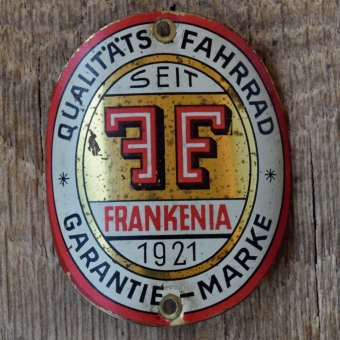 QUALITÄTS FAHRRAD
SEIT
FF
FRANKENIA
1921
* GARANTIE-MARKE *